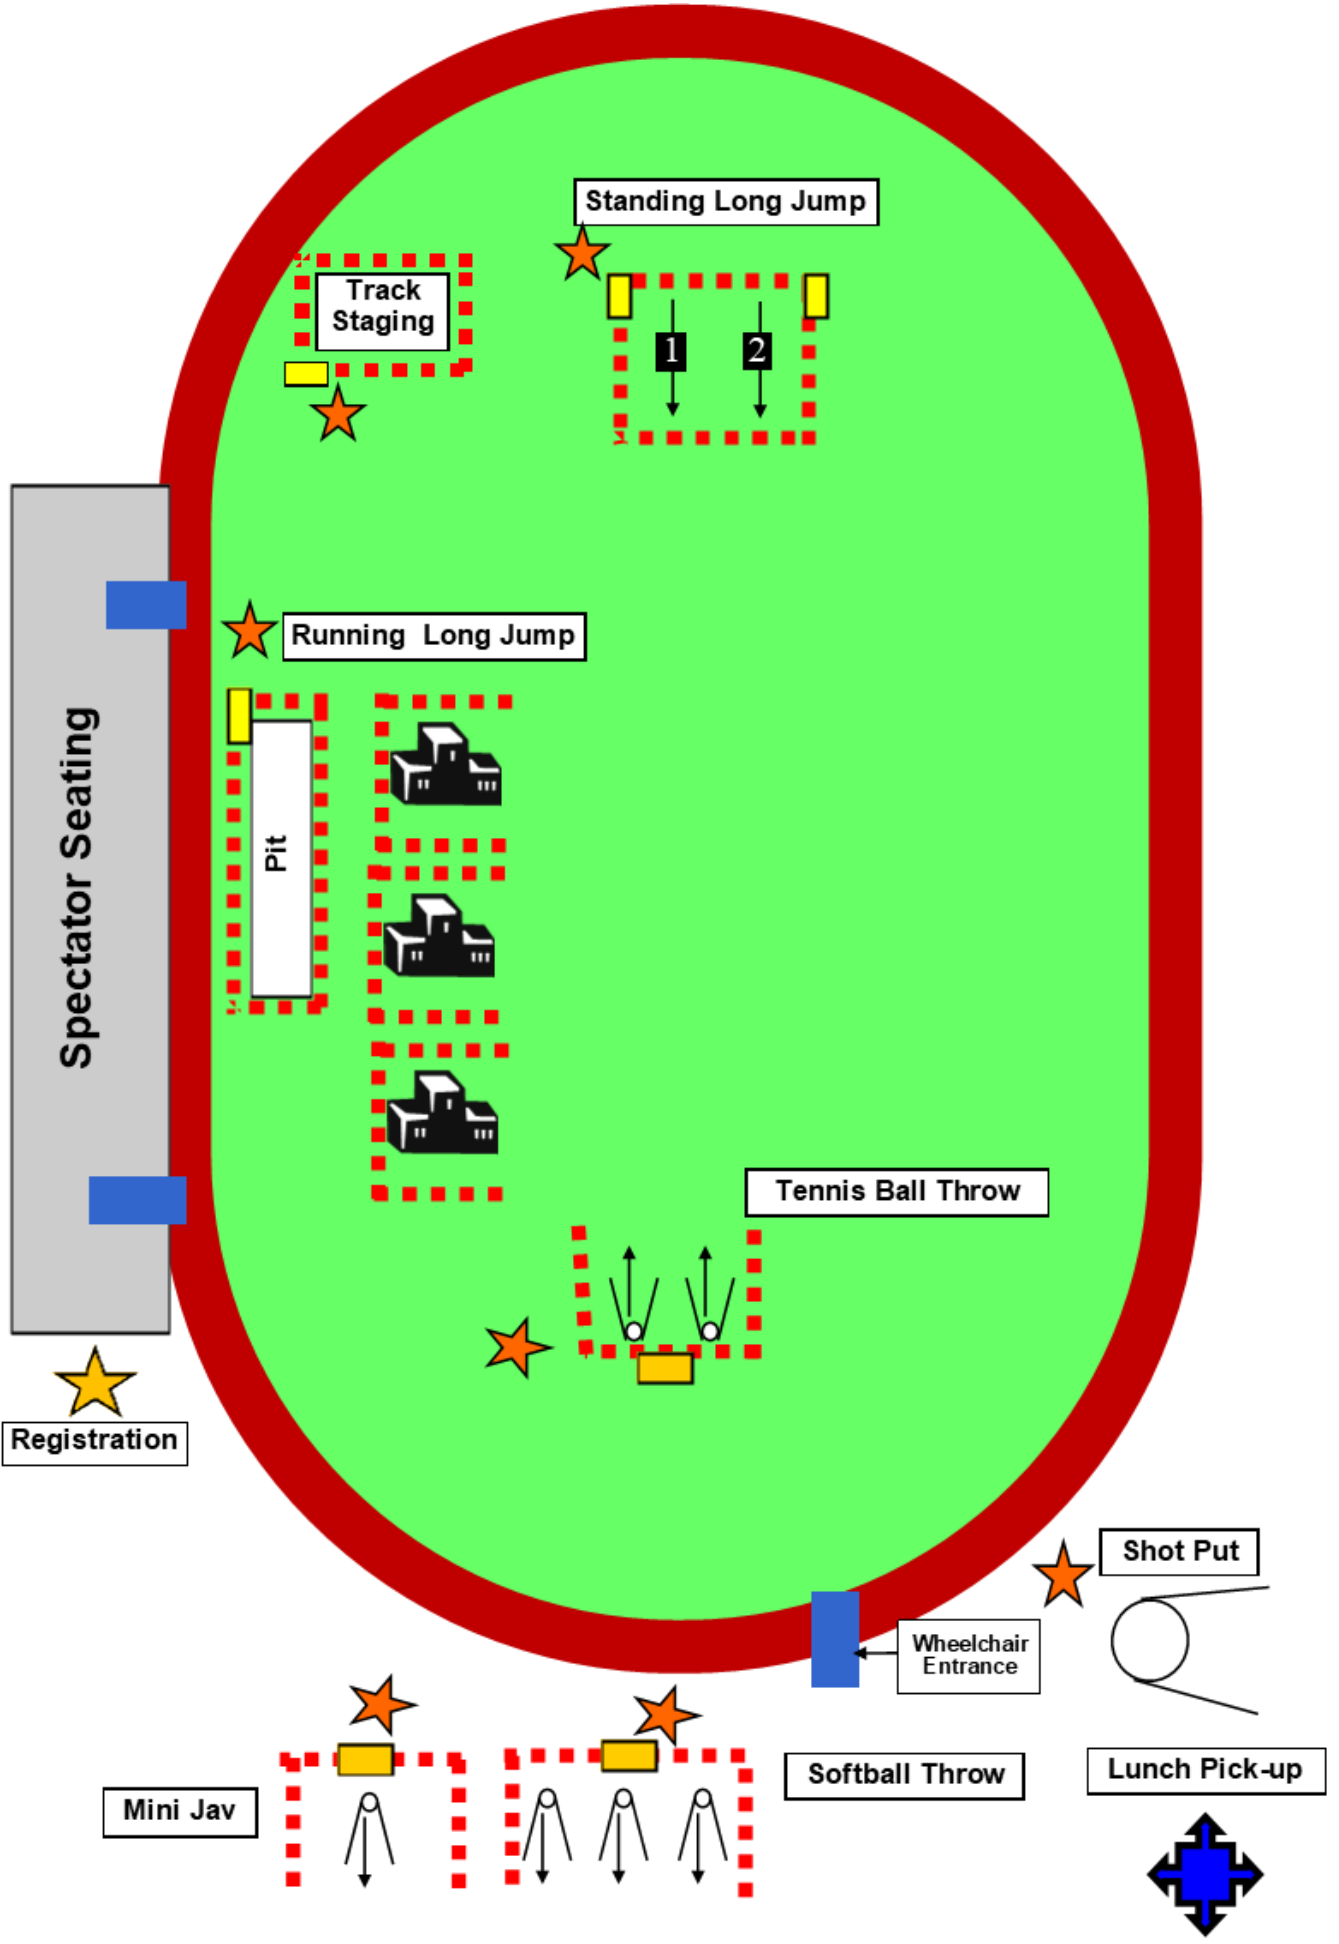 Standing Long Jump
Track
Staging
1
2
Running Long Jump
Spectator Seating
Pit
Tennis Ball Throw
Registration
Shot Put
Wheelchair
Entrance
Softball Throw
Lunch Pick-up
Mini Jav